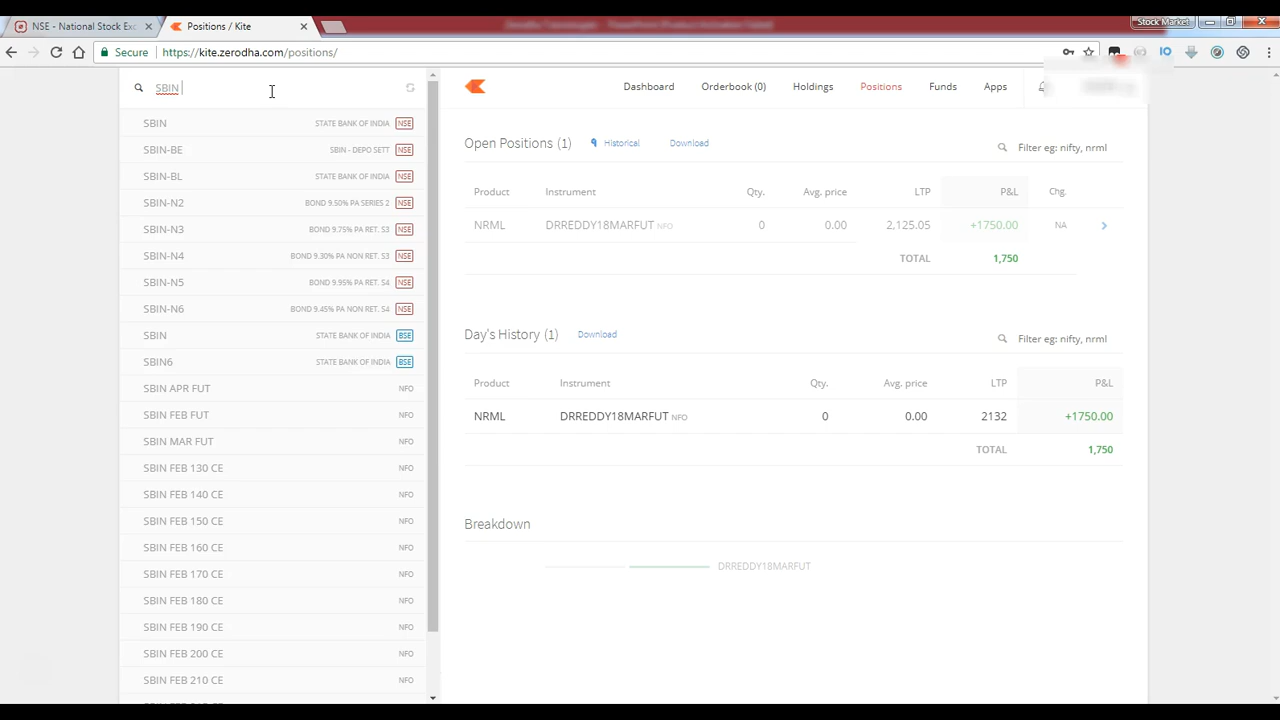 NSE - National Stock Exc
Positions / Kite
Stock Market
Secure
https://kite.zerodha.com/positions/
SBIN
Dashboard
Orderbook (0)
Holdings
Positions
Funds
Apps
SBIN STATE BANK OF INDIA NSE
SBIN-BE SBIN - DEPO SETT NSE
SBIN-BL STATE BANK OF INDIA NSE
SBIN-N2 BOND 9.50% PA SERIES 2 NSE
SBIN-N3 BOND 9.75% PA RET. S3 NSE
SBIN-N4 BOND 9.30% PA NON RET. S3 NSE
SBIN-N5 BOND 9.95% PA RET. S4 NSE
SBIN-N6 BOND 9.45% PA NON RET. S4 NSE
SBIN STATE BANK OF INDIA BSE
SBIN6 STATE BANK OF INDIA BSE
SBIN APR FUT NFO
SBIN FEB FUT NFO
SBIN MAR FUT NFO
SBIN FEB 130 CE NFO
SBIN FEB 140 CE NFO
SBIN FEB 150 CE NFO
SBIN FEB 160 CE NFO
SBIN FEB 170 CE NFO
SBIN FEB 180 CE NFO
SBIN FEB 190 CE NFO
SBIN FEB 200 CE NFO
SBIN FEB 210 CE NFO
Open Positions (1) Historical Download Filter eg: nifty, nrml
Product Instrument Qty. Avg. price LTP P&L Chg.
NRML DRREDDY18MARFUT NFO 0 0.00 2,125.05 +1750.00 NA
TOTAL 1,750
Day's History (1) Download Filter eg: nifty, nrml
Product Instrument Qty. Avg. price LTP P&L
NRML DRREDDY18MARFUT NFO 0 0.00 2132 +1750.00
TOTAL 1,750
Breakdown
DRREDDY18MARFUT